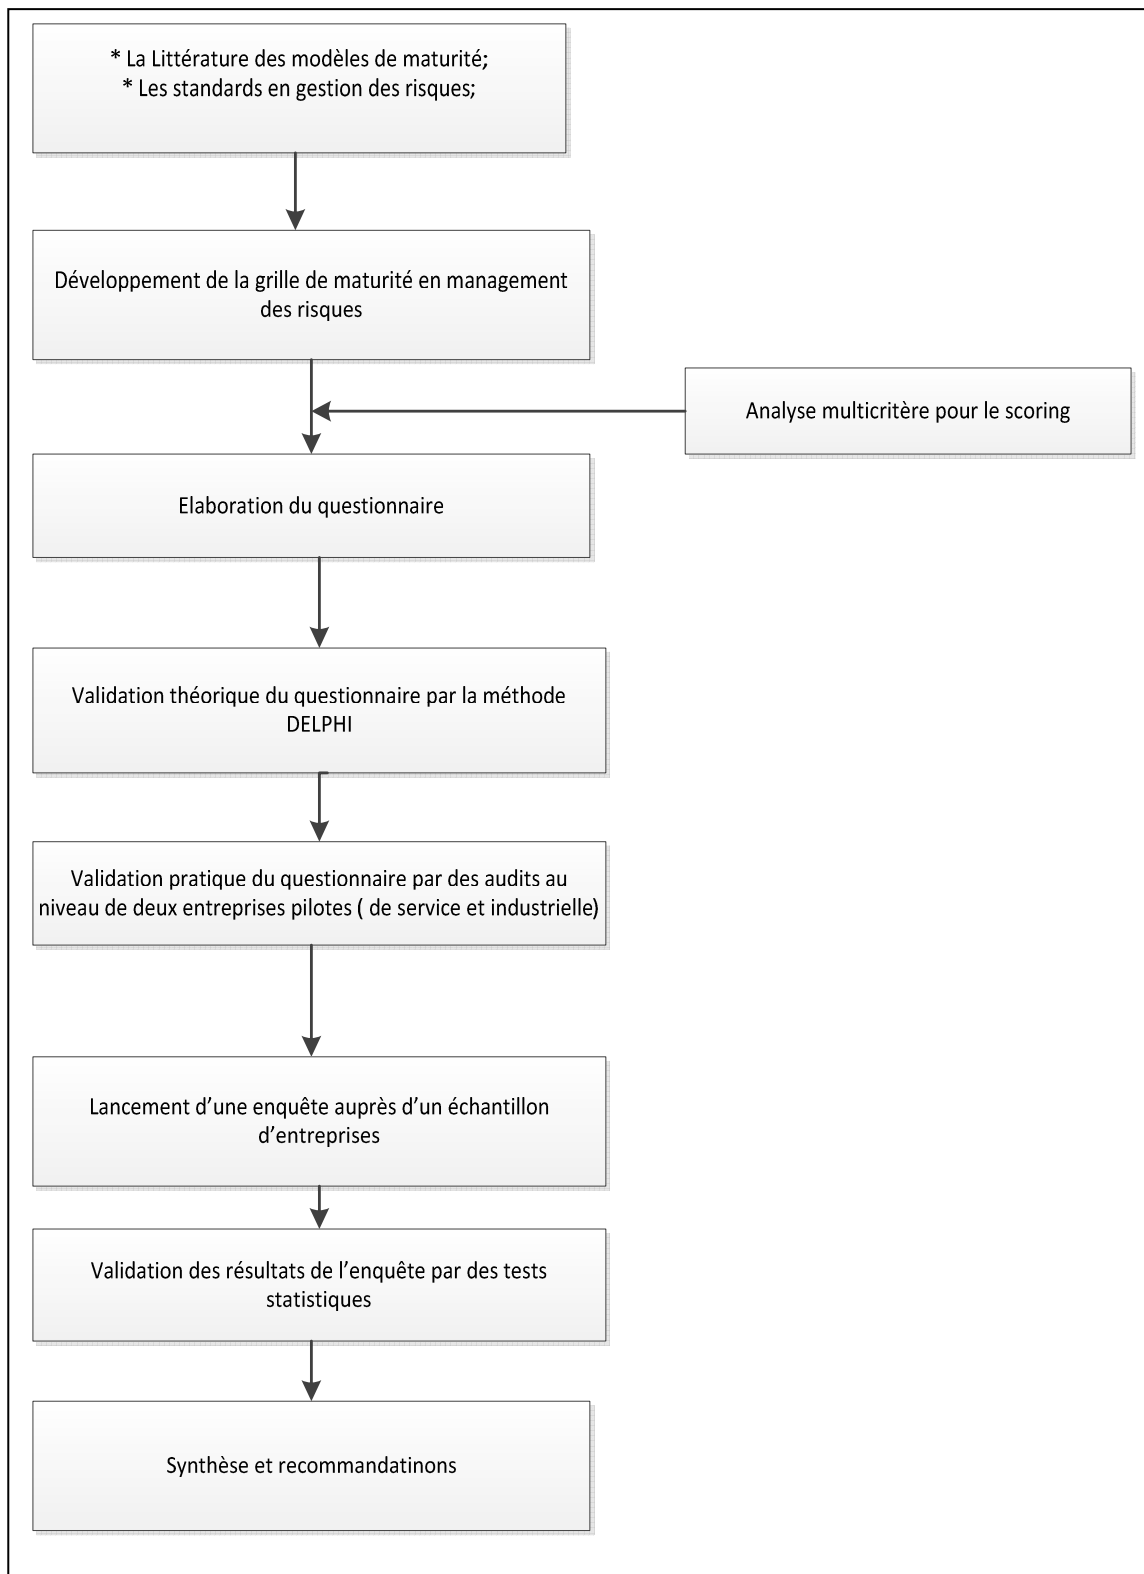 * La Littérature des modèles de maturité;
* Les standards en gestion des risques;
Développement de la grille de maturité en management
des risques
Analyse multicritère pour le scoring
Elaboration du questionnaire
Validation théorique du questionnaire par la méthode
DELPHI
Validation pratique du questionnaire par des audits au
niveau de deux entreprises pilotes ( de service et industrielle)
Lancement d’une enquête auprès d’un échantillon
d’entreprises
Validation des résultats de l’enquête par des tests
statistiques
Synthèse et recommandatinons